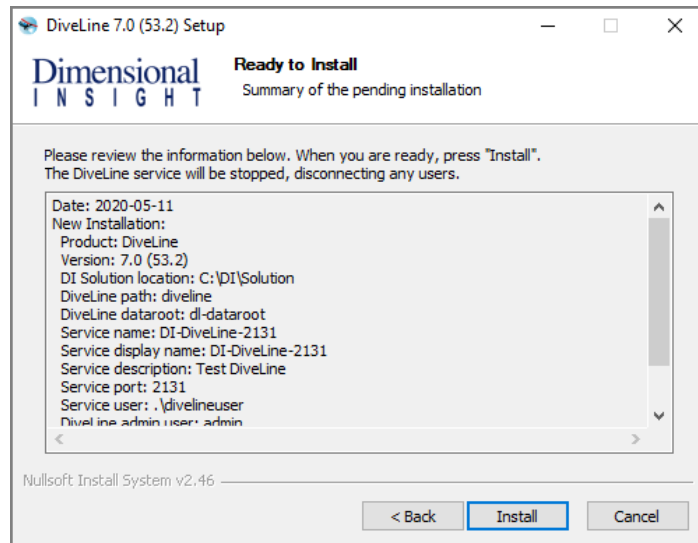 DiveLine 7.0 (53.2) Setup
Dimensional
INSIGHT
Ready to Install
Summary of the pending installation
Please review the information below. When you are ready, press "Install".
The DiveLine service will be stopped, disconnecting any users.
Date: 2020-05-11
New Installation:
Product: DiveLine
Version: 7.0 (53.2)
DI Solution location: C:\DI\Solution
DiveLine path: diveline
DiveLine dataroot: dl-dataroot
Service name: DI-DiveLine-2131
Service display name: DI-DiveLine-2131
Service description: Test DiveLine
Service port: 2131
Service user: .\divelineuser
DiveLine admin user: admin
Nullsoft Install System v2.46
< Back
Install
Cancel